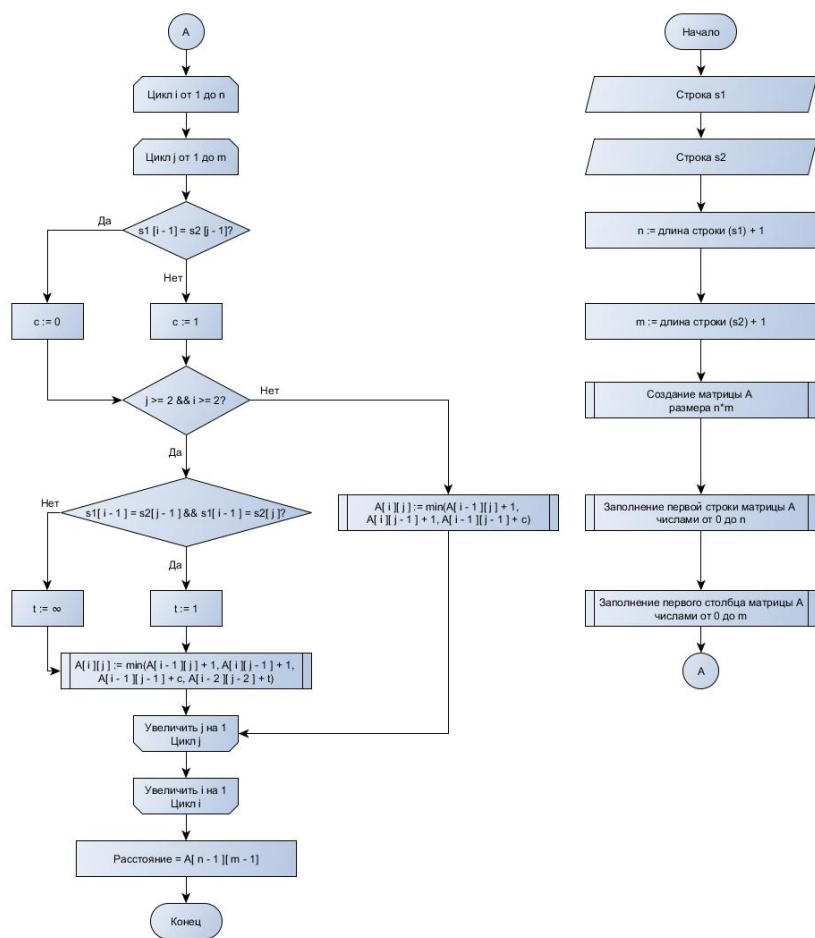 А
Цикл i от 1 до n
Цикл j от 1 до m
s1 [i - 1] = s2 [j - 1]?
Да
Нет
c := 0
c := 1
j >= 2 && i >= 2?
Нет
Да
s1[ i - 1 ] = s2[ j - 1 ] && s1[ i - 1 ] = s2[ j ]?
Нет
Да
t := ∞
t := 1
A[ i ][ j ] := min(A[ i - 1 ][ j ] + 1,
A[ i ][ j - 1 ] + 1, A[ i - 1 ][ j - 1 ] + c)
A[ i ][ j ] := min(A[ i - 1 ][ j ] + 1, A[ i ][ j - 1 ] + 1,
A[ i - 1 ][ j - 1 ] + c, A[ i - 2 ][ j - 2 ] + t)
Увеличить j на 1
Цикл j
Увеличить i на 1
Цикл i
Расстояние = A[ n - 1 ][ m - 1]
Конец
Начало
Строка s1
Строка s2
n := длина строки (s1) + 1
m := длина строки (s2) + 1
Создание матрицы А
размера n*m
Заполнение первой строки матрицы А
числами от 0 до n
Заполнение первого столбца матрицы А
числами от 0 до m
А